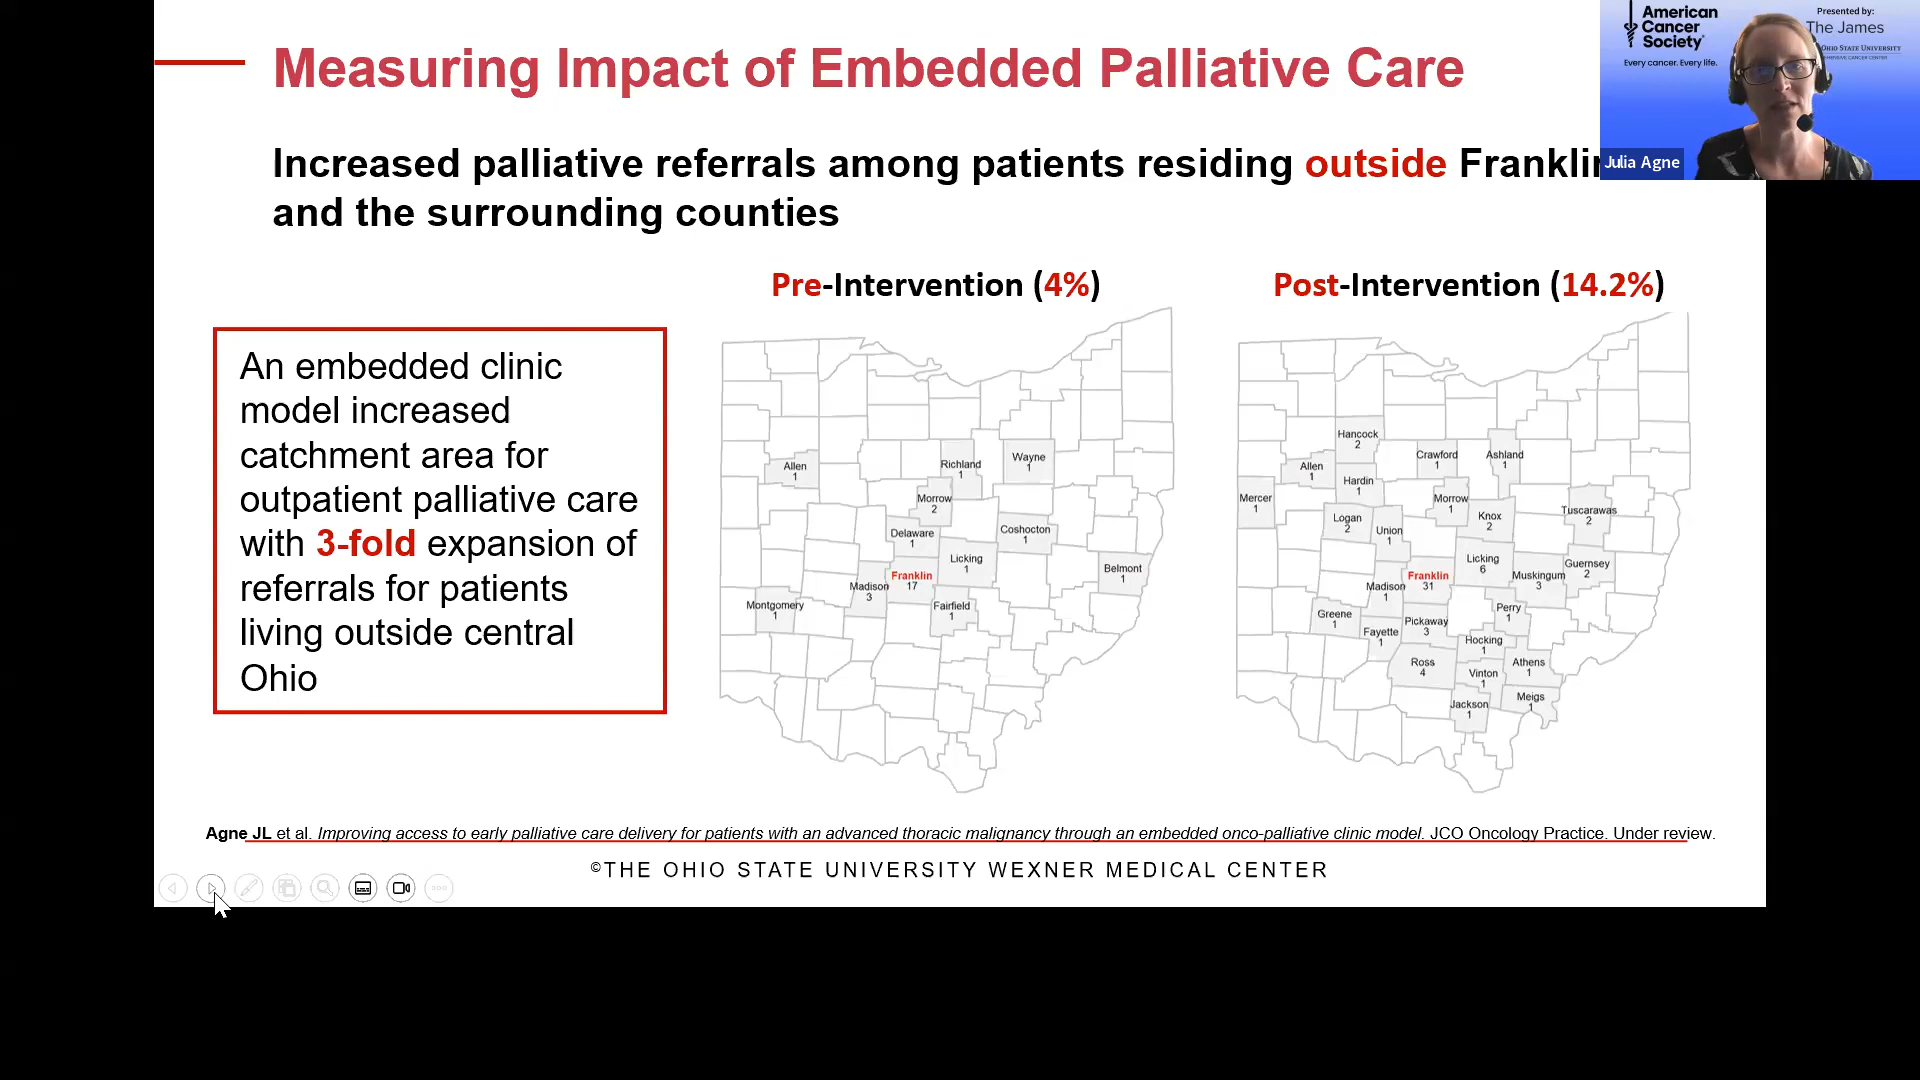 Measuring Impact of Embedded Palliative Care
American
Cancer
Society
Every cancer. Every life.
Presented by:
The James
OHIO STATE UNIVERSITY
Julia Agne
Increased palliative referrals among patients residing outside Franklin
and the surrounding counties
An embedded clinic
model increased
catchment area for
outpatient palliative care
with 3-fold expansion of
referrals for patients
living outside central
Ohio
Pre-Intervention (4%)
Allen
1
Richland
1
Wayne
1
Morrow
2
Delaware
1
Coshocton
1
Licking
1
Belmont
1
Franklin
17
Madison
3
Montgomery
1
Fairfield
1
Post-Intervention (14.2%)
Hancock
2
Crawford
1
Ashland
1
Allen
1
Hardin
1
Mercer
1
Morrow
1
Knox
2
Tuscarawas
2
Logan
2
Union
1
Licking
6
Guernsey
2
Muskingum
3
Franklin
31
Madison
1
Greene
1
Perry
1
Pickaway
3
Fayette
1
Hocking
1
Ross
4
Vinton
1
Athens
1
Meigs
1
Jackson
1
Agne JL et al. Improving access to early palliative care delivery for patients with an advanced thoracic malignancy through an embedded onco-palliative clinic model. JCO Oncology Practice. Under review.
©THE OHIO STATE UNIVERSITY WEXNER MEDICAL CENTER